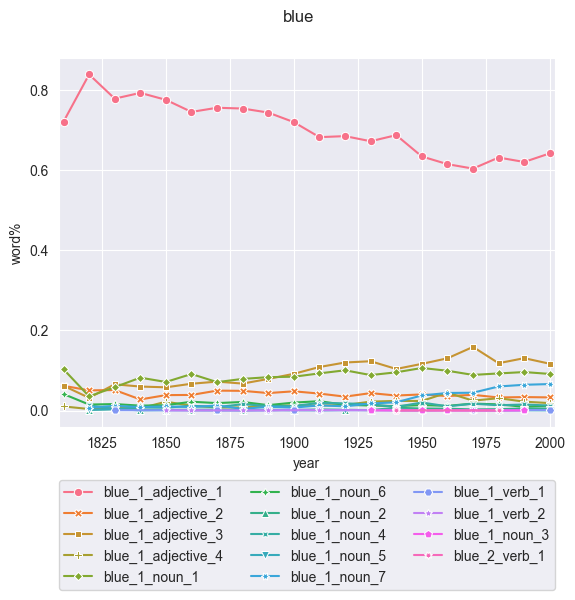 blue
0.8
0.6
0.4
0.2
0.0
word%
1825 1850 1875 1900 1925 1950 1975 2000
year
blue_1_adjective_1 blue_1_noun_6 blue_1_verb_1
blue_1_adjective_2 blue_1_noun_2 blue_1_verb_2
blue_1_adjective_3 blue_1_noun_4 blue_1_noun_3
blue_1_adjective_4 blue_1_noun_5 blue_2_verb_1
blue_1_noun_1 blue_1_noun_7